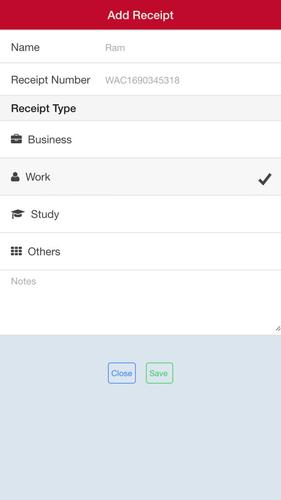 Add Receipt
Name Ram
Receipt Number WAC1690345318
Receipt Type
Business
Work
Study
Others
Notes
Close Save